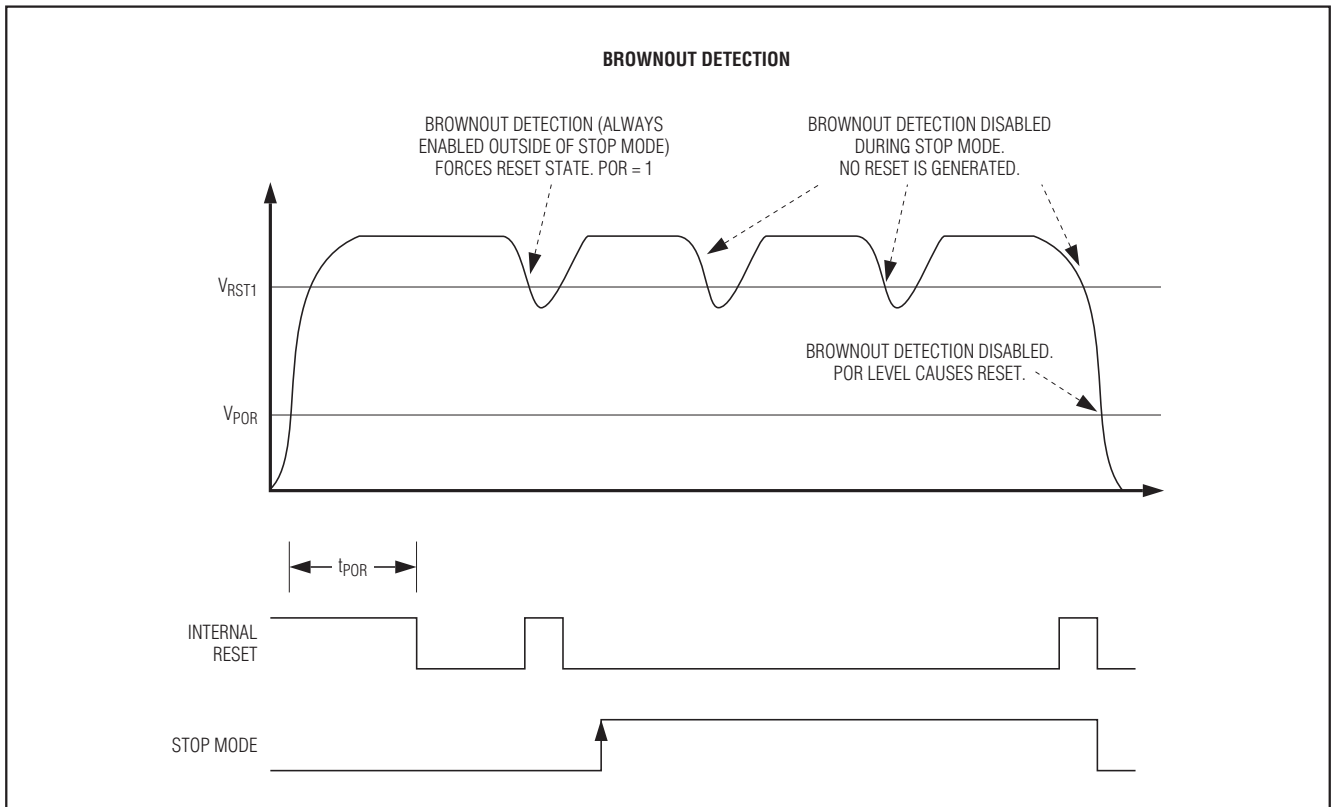 BROWNOUT DETECTION
BROWNOUT DETECTION (ALWAYS
ENABLED OUTSIDE OF STOP MODE)
FORCES RESET STATE. POR = 1
BROWNOUT DETECTION DISABLED
DURING STOP MODE.
NO RESET IS GENERATED.
VRST1
BROWNOUT DETECTION DISABLED.
POR LEVEL CAUSES RESET.
VPOR
tPOR
INTERNAL
RESET
STOP MODE